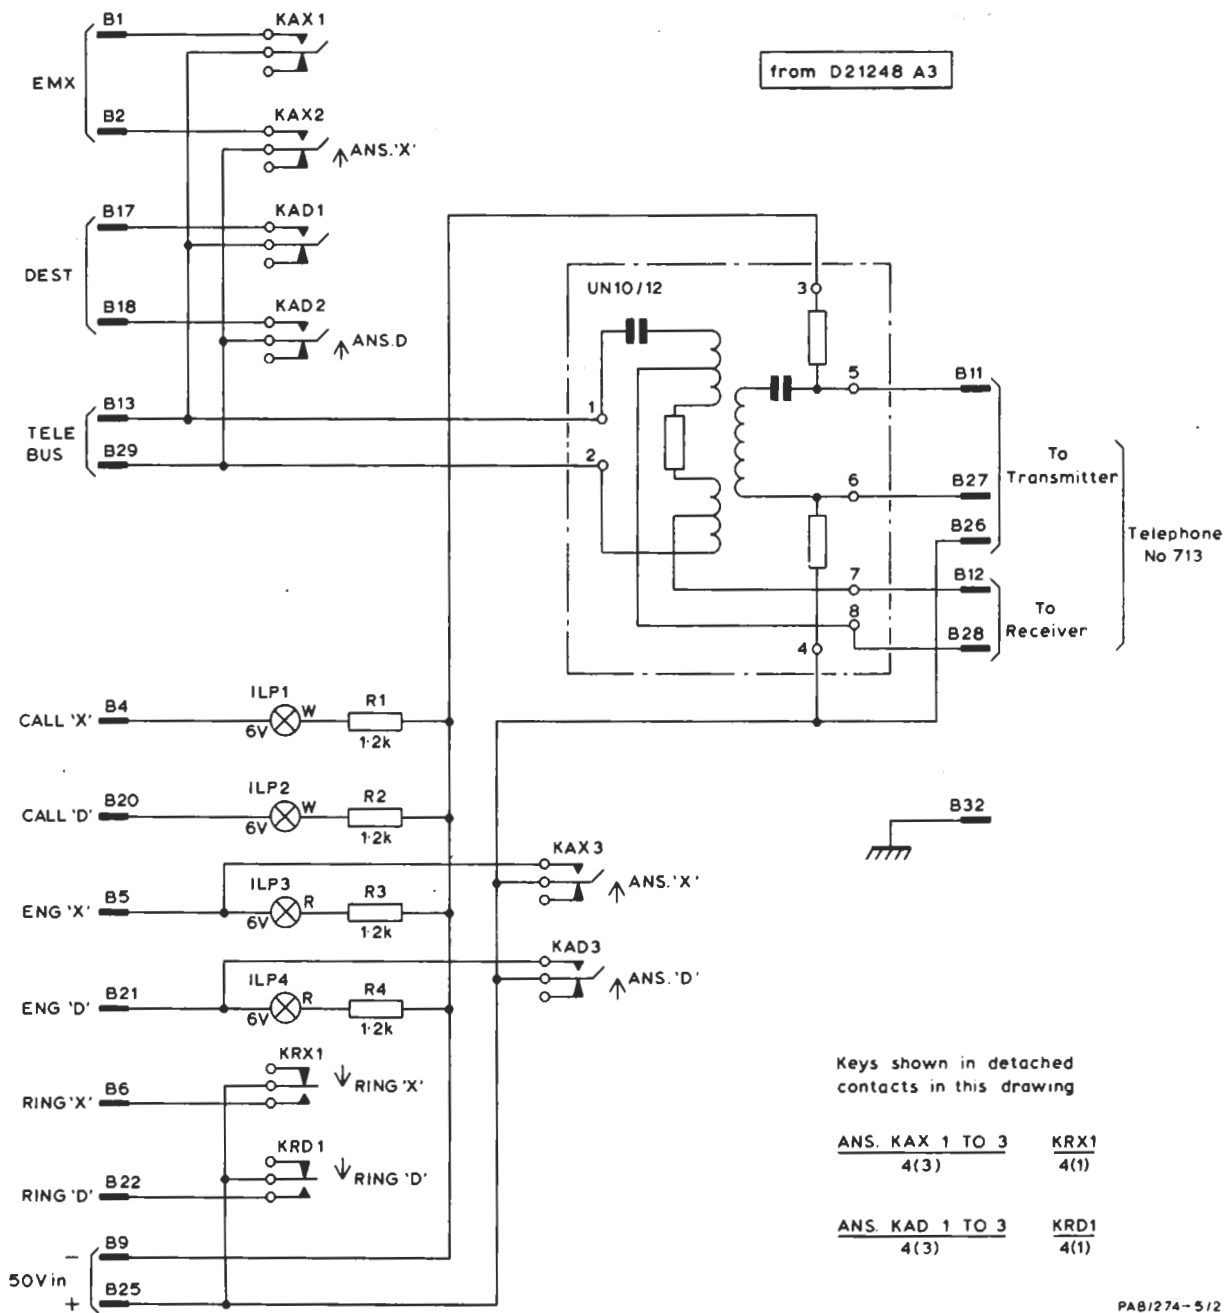 B1
KAX1
EMX
B2
KAX2
ANS.'X'
from D21248 A3
B17
KAD1
DEST
B18
KAD2
ANS.D
TELE BUS
B13
B29
UN10/12
1
2
3
4
5
6
7
8
B11
B27
B26
B12
B28
To
Transmitter
To
Receiver
Telephone
No 713
CALL 'X'
B4
ILP1
6V
W
R1
1·2k
CALL 'D'
B20
ILP2
6V
W
R2
1·2k
B32
ENG 'X'
B5
ILP3
6V
R
R3
1·2k
KAX3
ANS.'X'
ENG 'D'
B21
ILP4
6V
R
R4
1·2k
KAD3
ANS.'D'
RING 'X'
B6
KRX1
RING 'X'
RING 'D'
B22
KRD1
RING 'D'
50V in
-
B9
+
B25
Keys shown in detached
contacts in this drawing
ANS. KAX 1 TO 3
4(3)
KRX1
4(1)
ANS. KAD 1 TO 3
4(3)
KRD1
4(1)
PAB/274-5/2